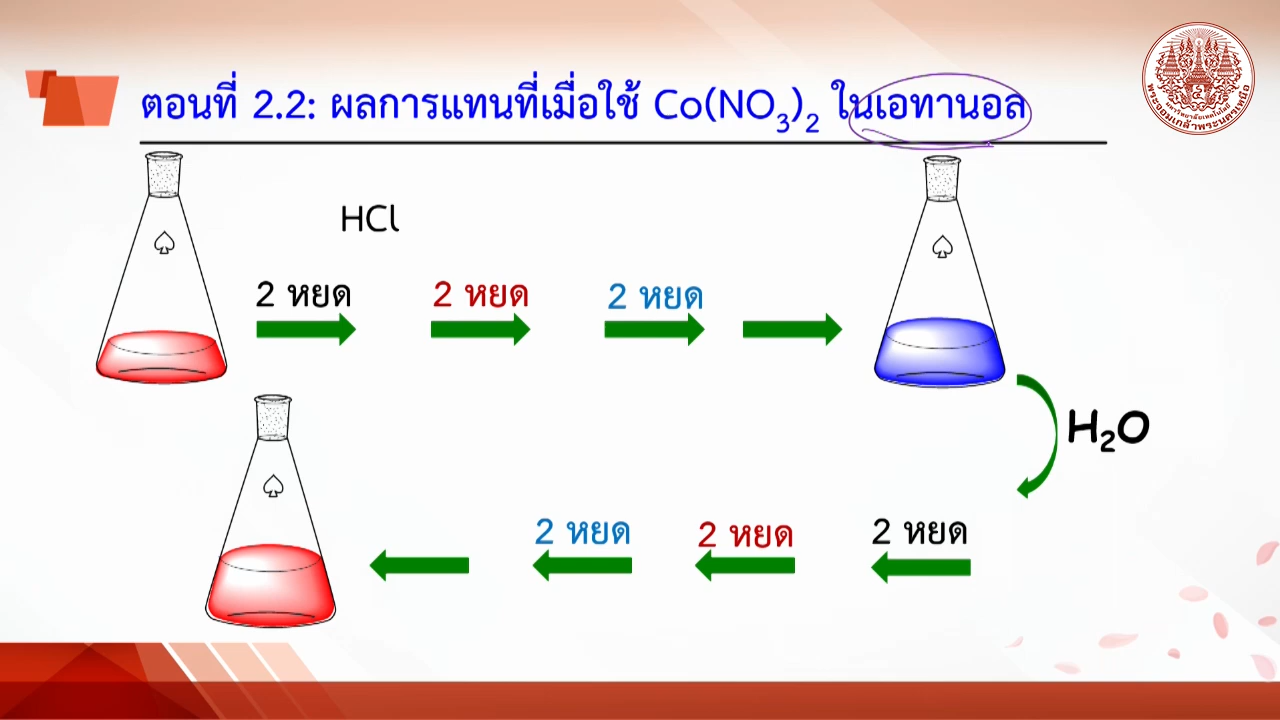 ตอนที่ 2.2: ผลการแทนที่เมื่อใช้ Co(NO₃)₂ ในเอทานอล
HCl
2 หยด 2 หยด 2 หยด
H₂O
2 หยด 2 หยด 2 หยด